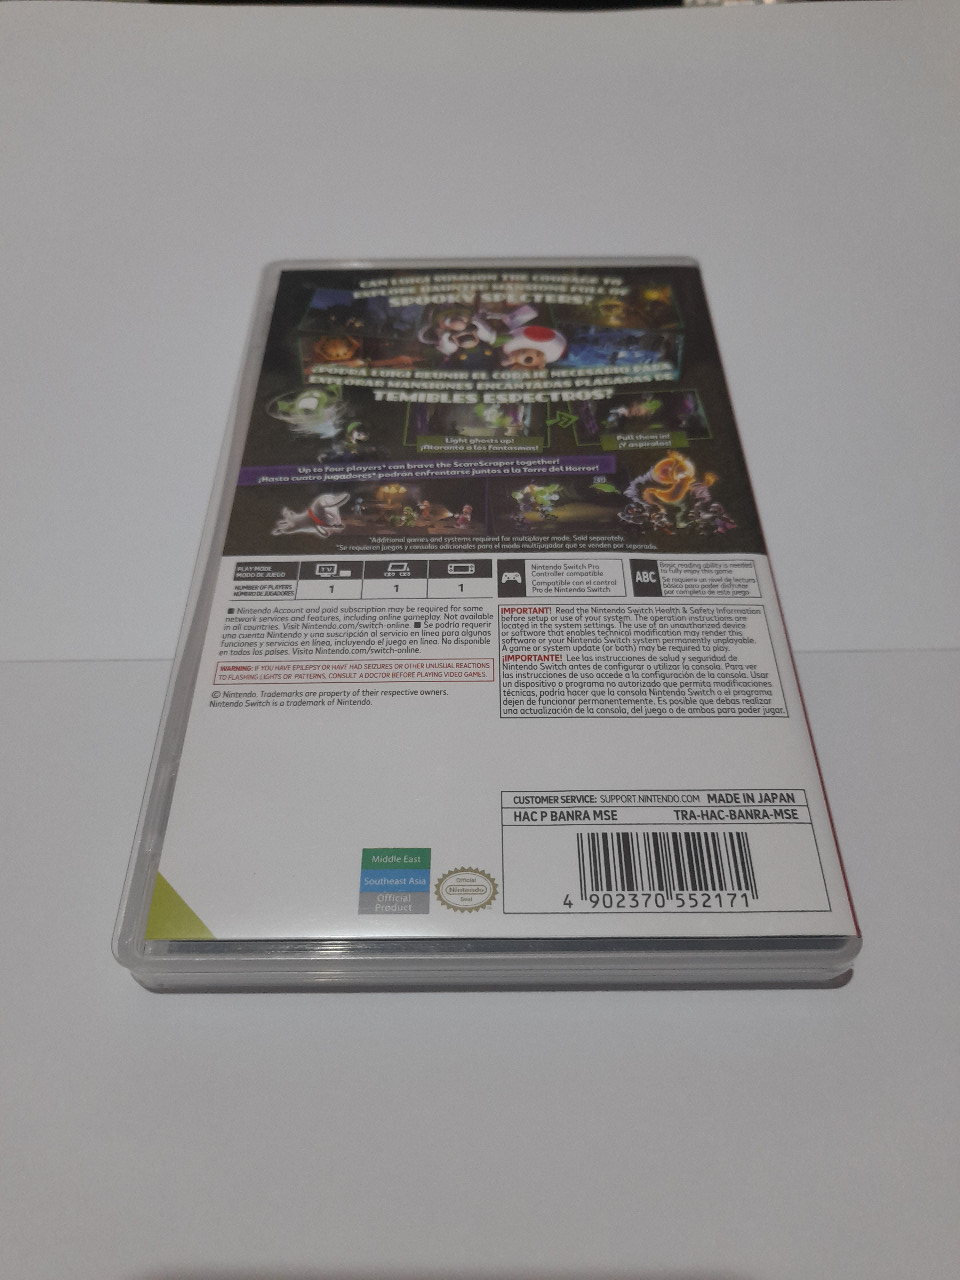 CAN LUIGI SUMMON THE COURAGE TO
EXPLORE HAUNTED MANSIONS FULL OF
SPOOKY SPECTERS?
¿PODRÁ LUIGI REUNIR EL CORAJE NECESARIO PARA
EXPLORAR MANSIONES ENCANTADAS PLAGADAS DE
TEMIBLES ESPECTROS?
Light ghosts up!
¡Ataranta a los fantasmas!
Pull them in!
¡Y aspíralos!
Up to four players* can brave the ScareScraper together!
¡Hasta cuatro jugadores* podrán enfrentarse juntos a la Torre del Horror!
*Additional games and systems required for multiplayer mode. Sold separately.
*Se requieren juegos y consolas adicionales para el modo multijugador que se venden por separado.
PLAY MODE
MODO DE JUEGO
TV
NUMBER OF PLAYERS
NÚMERO DE JUGADORES
1
1
1
Nintendo Switch Pro
Controller compatible
Compatible con el control
Pro de Nintendo Switch
ABC
Basic reading ability is needed
to fully enjoy this game.
Se requiere un nivel de lectura
básico para poder disfrutar
por completo de este juego.
Nintendo Account and paid subscription may be required for some
network services and features, including online gameplay. Not available
in all countries. Visit Nintendo.com/switch-online. ■ Se podría requerir
una cuenta Nintendo y una suscripción al servicio en línea para algunas
funciones y servicios en línea, incluyendo el juego en línea. No disponible
en todos los países. Visita Nintendo.com/switch-online.
WARNING: IF YOU HAVE EPILEPSY OR HAVE HAD SEIZURES OR OTHER UNUSUAL REACTIONS
TO FLASHING LIGHTS OR PATTERNS, CONSULT A DOCTOR BEFORE PLAYING VIDEO GAMES.
© Nintendo. Trademarks are property of their respective owners.
Nintendo Switch is a trademark of Nintendo.
IMPORTANT! Read the Nintendo Switch Health & Safety Information
before setup or use of your system. The operation instructions are
located in the system settings. The use of an unauthorized device
or software that enables technical modification may render this
software or your Nintendo Switch system permanently unplayable.
A game or system update (or both) may be required to play.
¡IMPORTANTE! Lee las instrucciones de salud y seguridad de
Nintendo Switch antes de configurar o utilizar la consola. Para ver
las instrucciones de uso accede a la configuración de la consola. Usar
un dispositivo o programa no autorizado que permita modificaciones
técnicas, podría hacer que la consola Nintendo Switch o el programa
dejen de funcionar permanentemente. Es posible que debas realizar
una actualización de la consola, del juego o de ambos para poder jugar.
CUSTOMER SERVICE: SUPPORT.NINTENDO.COM MADE IN JAPAN
HAC P BANRA MSE TRA-HAC-BANRA-MSE
Middle East
Southeast Asia
Official
Product
Official
Nintendo
Seal
4 902370 552171